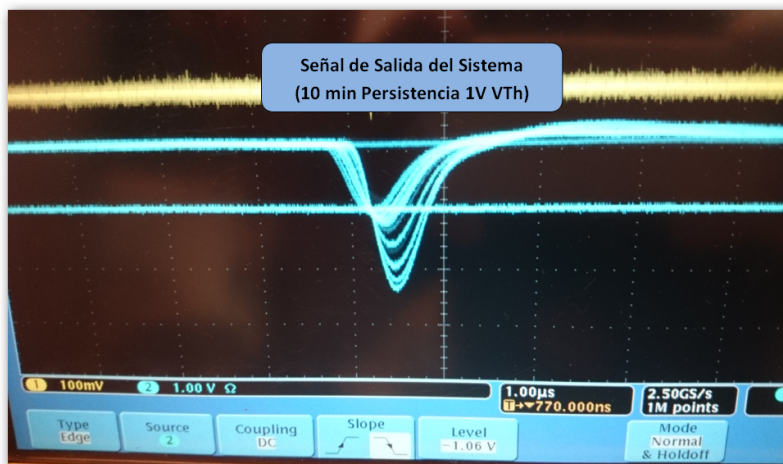 Señal de Salida del Sistema
(10 min Persistencia 1V VTh)
1 100mV 2 1.00 V Ω
1.00µs
T→▼770.000ns
2.50GS/s
1M points
Type
Edge
Source
2
Coupling
DC
Slope
Level
-1.06 V
Mode
Normal
& Holdoff